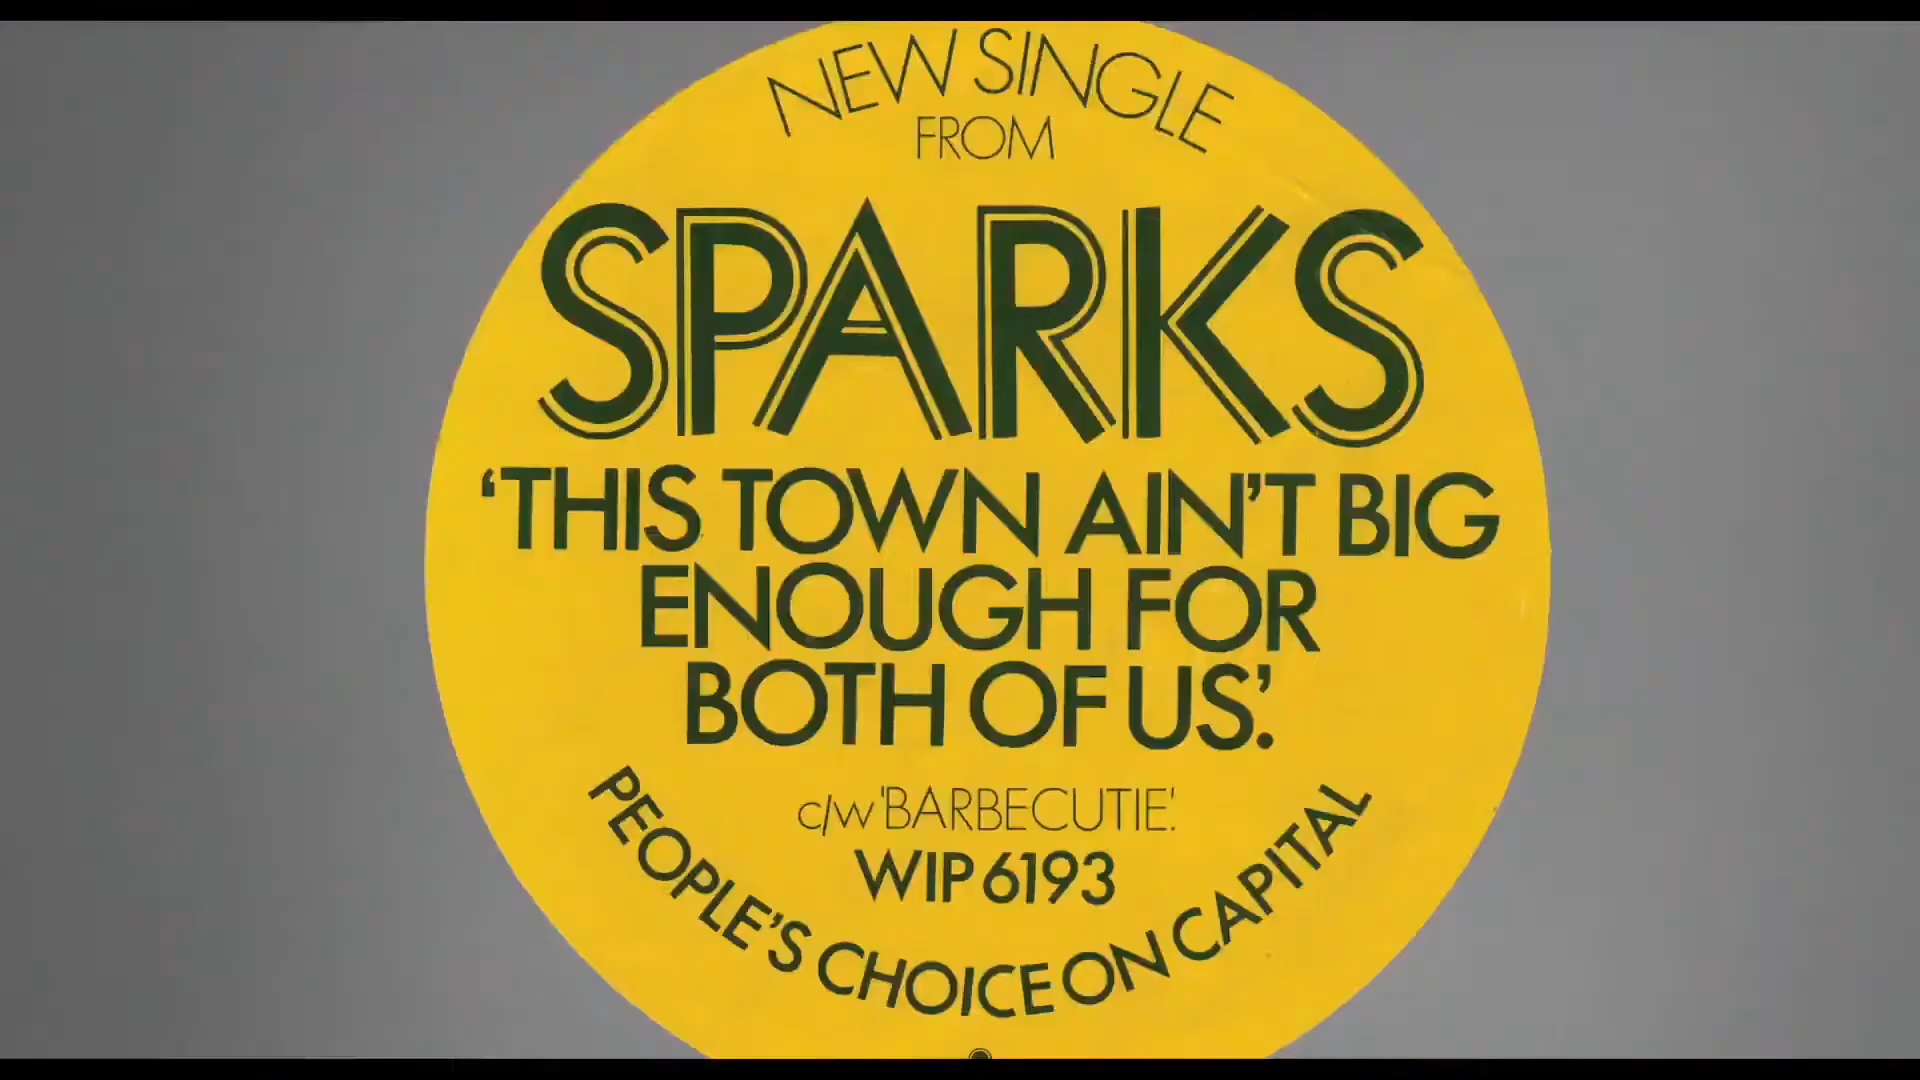 NEW SINGLE
FROM
SPARKS
‘THIS TOWN AIN’T BIG
ENOUGH FOR
BOTH OF US’.
c/w 'BARBECUTIE'.
WIP 6193
PEOPLE’S CHOICE ON CAPITAL